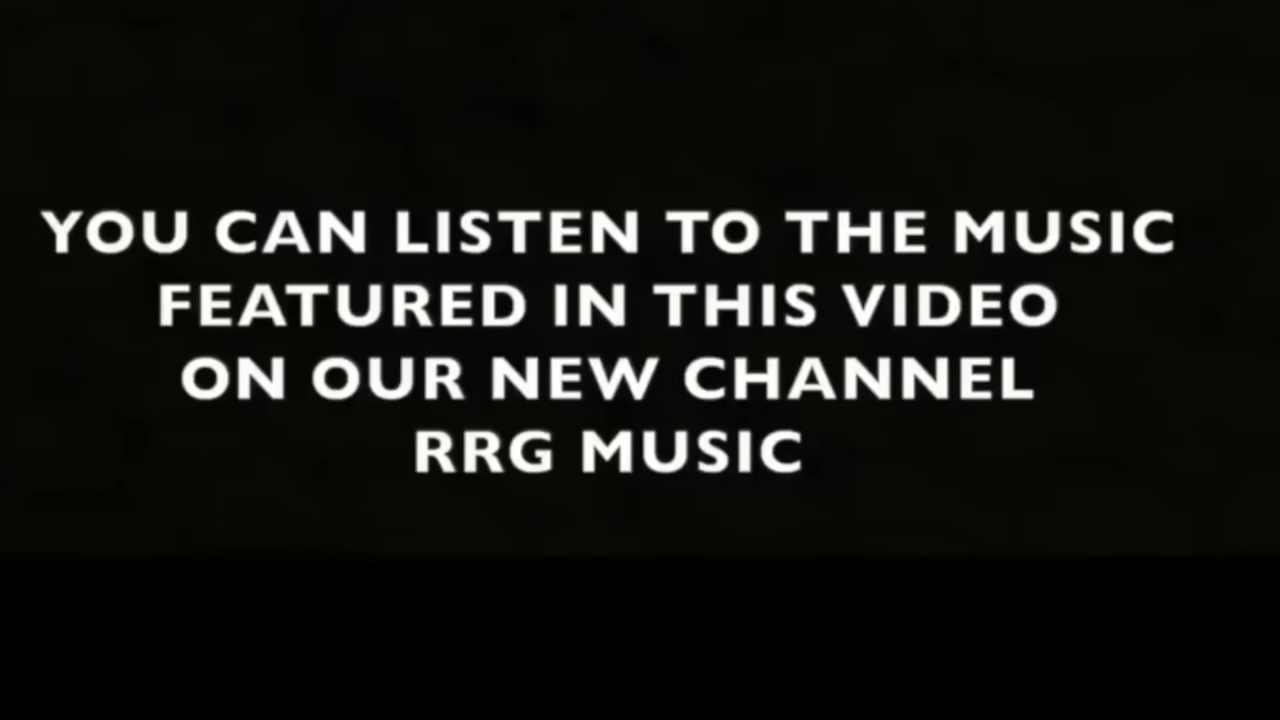 YOU CAN LISTEN TO THE MUSIC
FEATURED IN THIS VIDEO
ON OUR NEW CHANNEL
RRG MUSIC